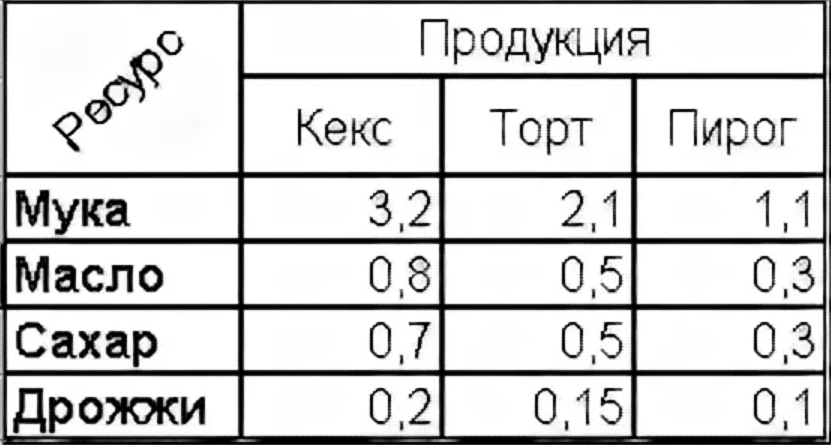 Ресурс
Продукция
Кекс Торт Пирог
Мука 3,2 2,1 1,1
Масло 0,8 0,5 0,3
Сахар 0,7 0,5 0,3
Дрожжи 0,2 0,15 0,1